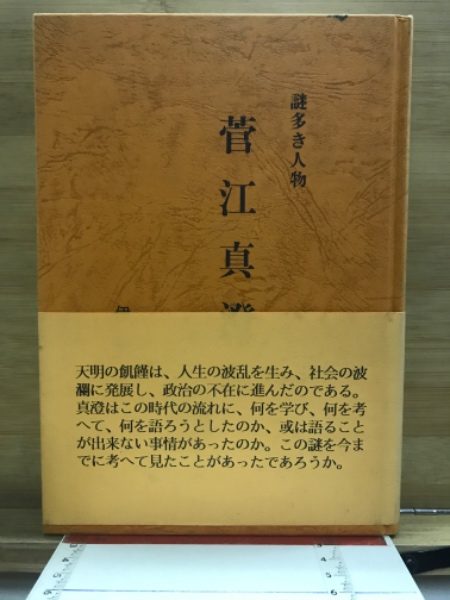 謎多き人物
菅江真澄
天明の飢饉は、人生の波乱を生み、社会の波
瀾に発展し、政治の不在に進んだのである。
真澄はこの時代の流れに、何を学び、何を考
へて、何を語ろうとしたのか、或は語ること
が出来ない事情があったのか。この謎を今ま
でに考へて見たことがあったであろうか。